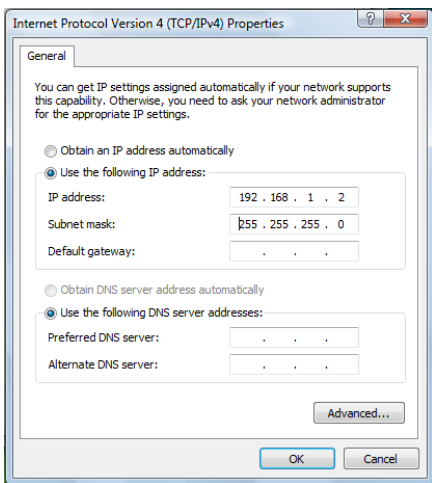 Internet Protocol Version 4 (TCP/IPv4) Properties
General
You can get IP settings assigned automatically if your network supports
this capability. Otherwise, you need to ask your network administrator
for the appropriate IP settings.
Obtain an IP address automatically
Use the following IP address:
IP address: 192 . 168 . 1 . 2
Subnet mask: 255 . 255 . 255 . 0
Default gateway: . . .
Obtain DNS server address automatically
Use the following DNS server addresses:
Preferred DNS server: . . .
Alternate DNS server: . . .
Advanced...
OK Cancel